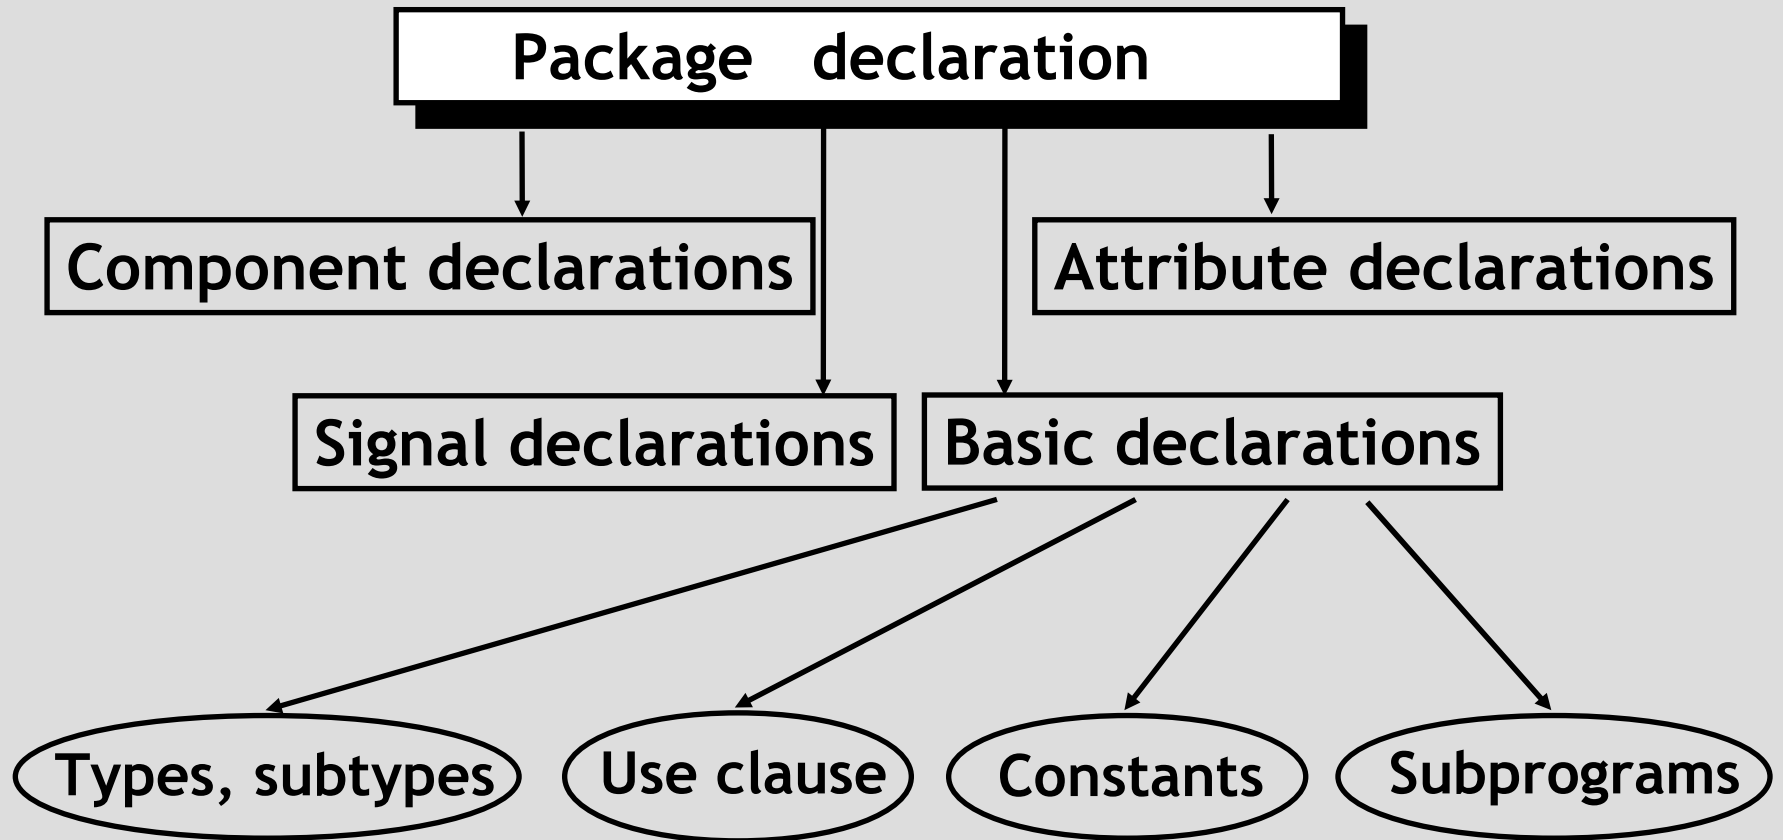 Package declaration
Component declarations
Attribute declarations
Signal declarations
Basic declarations
Types, subtypes
Use clause
Constants
Subprograms